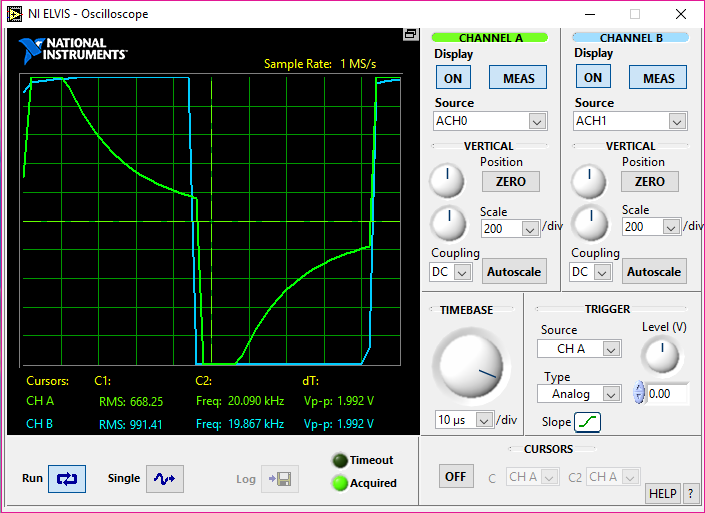 NI ELVIS - Oscilloscope
NATIONAL
INSTRUMENTS™
Sample Rate: 1 MS/s
Cursors: C1: C2: dT:
CH A RMS: 668.25 Freq: 20.090 kHz Vp-p: 1.992 V
CH B RMS: 991.41 Freq: 19.867 kHz Vp-p: 1.992 V
Run
Single
Log
Timeout
Acquired
CHANNEL A
Display
ON
MEAS
Source
ACH0
VERTICAL
Position
ZERO
Scale
200 /div
Coupling
DC
Autoscale
CHANNEL B
Display
ON
MEAS
Source
ACH1
VERTICAL
Position
ZERO
Scale
200 /div
Coupling
DC
Autoscale
TIMEBASE
10 µs /div
TRIGGER
Source
CH A
Level (V)
Type
Analog
0.00
Slope
CURSORS
OFF
C CH A C2 CH A
HELP ?